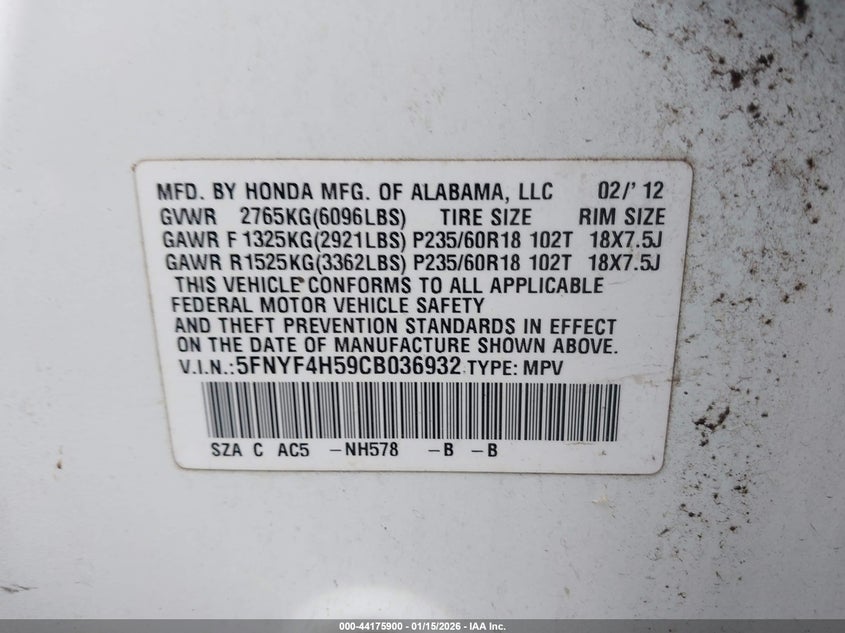 MFD. BY HONDA MFG. OF ALABAMA, LLC 02/' 12
GVWR 2765KG(6096LBS) TIRE SIZE RIM SIZE
GAWR F 1325KG(2921LBS) P235/60R18 102T 18X7.5J
GAWR R1525KG(3362LBS) P235/60R18 102T 18X7.5J
THIS VEHICLE CONFORMS TO ALL APPLICABLE
FEDERAL MOTOR VEHICLE SAFETY
AND THEFT PREVENTION STANDARDS IN EFFECT
ON THE DATE OF MANUFACTURE SHOWN ABOVE.
V.I.N.:5FNYF4H59CB036932 TYPE: MPV
SZA C AC5 -NH578 -B -B
000-44175900 - 01/15/2026 - IAA Inc.